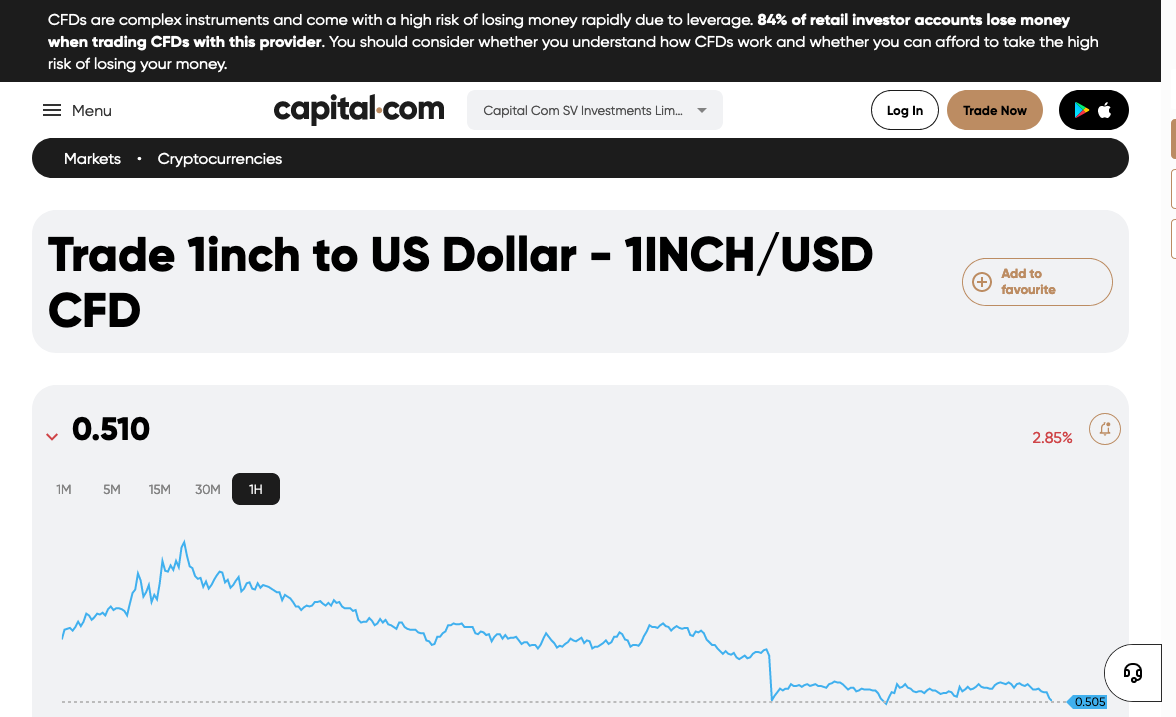 CFDs are complex instruments and come with a high risk of losing money rapidly due to leverage. 84% of retail investor accounts lose money
when trading CFDs with this provider. You should consider whether you understand how CFDs work and whether you can afford to take the high
risk of losing your money.
Menu
capital.com
Capital Com SV Investments Lim...
Log In
Trade Now
Markets • Cryptocurrencies
Trade 1inch to US Dollar - 1INCH/USD
CFD
Add to
favourite
0.510
2.85%
1M 5M 15M 30M 1H
0.505